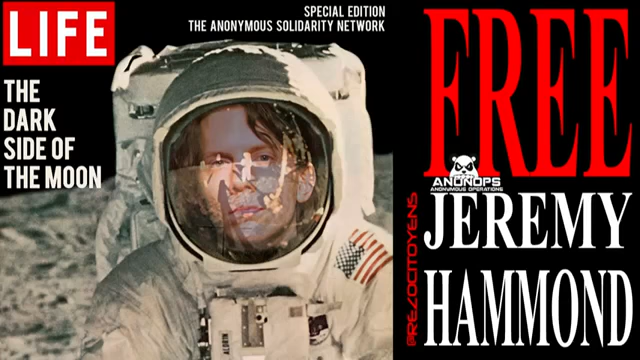 LIFE
SPECIAL EDITION
THE ANONYMOUS SOLIDARITY NETWORK
THE
DARK
SIDE OF
THE MOON
FREE
ANONOPS
ANONYMOUS OPERATIONS
JEREMY
HAMMOND
ALDRIN